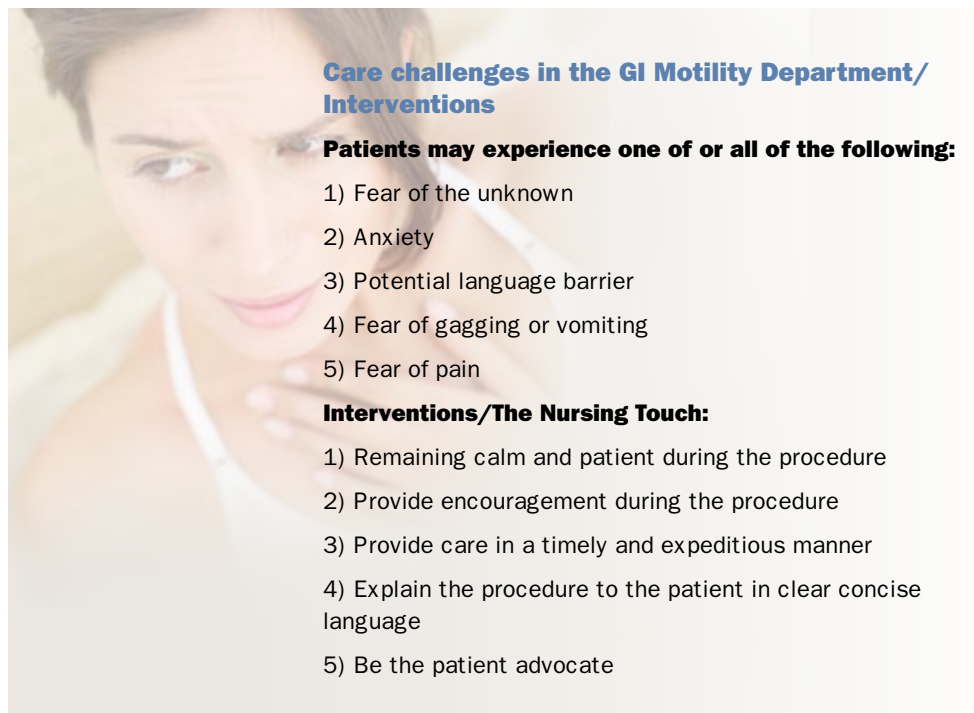 Care challenges in the GI Motility Department/
Interventions
Patients may experience one of or all of the following:
1) Fear of the unknown
2) Anxiety
3) Potential language barrier
4) Fear of gagging or vomiting
5) Fear of pain
Interventions/The Nursing Touch:
1) Remaining calm and patient during the procedure
2) Provide encouragement during the procedure
3) Provide care in a timely and expeditious manner
4) Explain the procedure to the patient in clear concise
language
5) Be the patient advocate